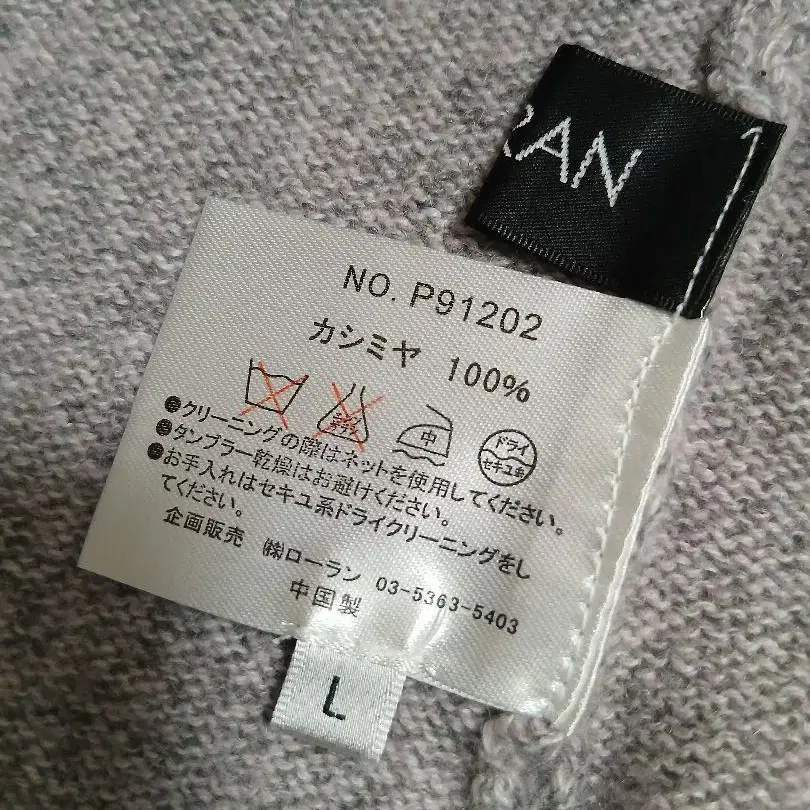 RAN
NO. P91202
カシミヤ 100%
中
ドライ
セキユ系
●クリーニングの際はネットを使用してください。
●タンブラー乾燥はお避けください。
●お手入れはセキユ系ドライクリーニングをし
てください。
企画販売 ㈱ローラン 03-5363-5403
中国製
L